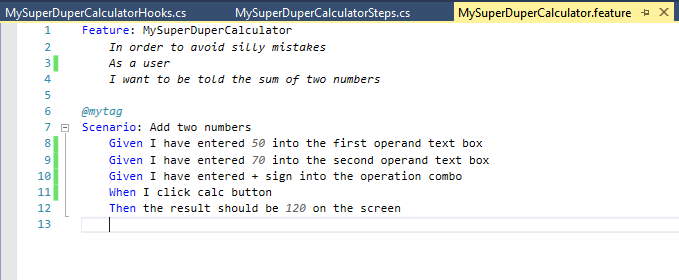 MySuperDuperCalculatorHooks.cs MySuperDuperCalculatorSteps.cs MySuperDuperCalculator.feature
1 Feature: MySuperDuperCalculator
2 In order to avoid silly mistakes
3 As a user
4 I want to be told the sum of two numbers
5
6 @mytag
7 Scenario: Add two numbers
8 Given I have entered 50 into the first operand text box
9 Given I have entered 70 into the second operand text box
10 Given I have entered + sign into the operation combo
11 When I click calc button
12 Then the result should be 120 on the screen
13